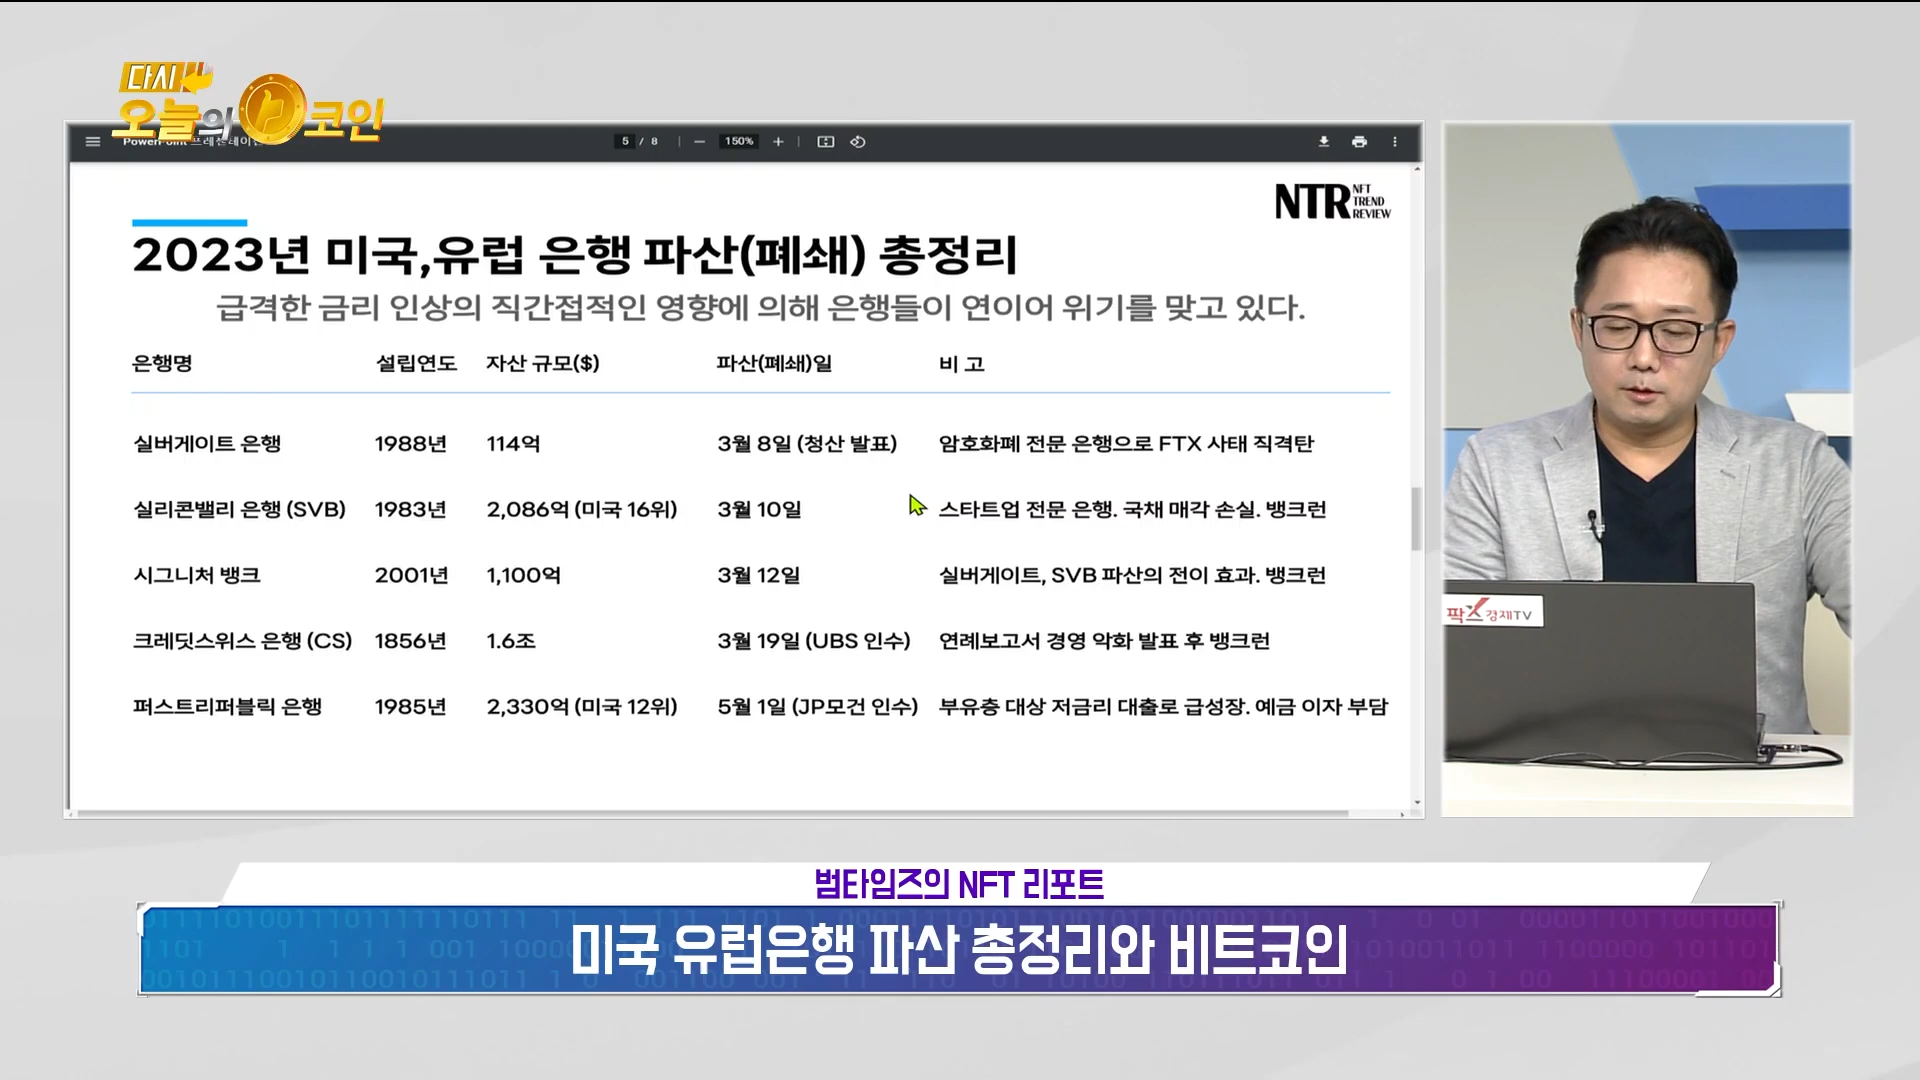 다시
오늘의 코인
PowerPoint 프레젠테이션
5 / 8
150%
NTR NFT TREND REVIEW
2023년 미국,유럽 은행 파산(폐쇄) 총정리
급격한 금리 인상의 직간접적인 영향에 의해 은행들이 연이어 위기를 맞고 있다.
은행명 설립연도 자산 규모($) 파산(폐쇄)일 비 고
실버게이트 은행 1988년 114억 3월 8일 (청산 발표) 암호화폐 전문 은행으로 FTX 사태 직격탄
실리콘밸리 은행 (SVB) 1983년 2,086억 (미국 16위) 3월 10일 스타트업 전문 은행. 국채 매각 손실. 뱅크런
시그니처 뱅크 2001년 1,100억 3월 12일 실버게이트, SVB 파산의 전이 효과. 뱅크런
크레딧스위스 은행 (CS) 1856년 1.6조 3월 19일 (UBS 인수) 연례보고서 경영 악화 발표 후 뱅크런
퍼스트리퍼블릭 은행 1985년 2,330억 (미국 12위) 5월 1일 (JP모건 인수) 부유층 대상 저금리 대출로 급성장. 예금 이자 부담
팍스경제TV
범타임즈의 NFT 리포트
미국 유럽은행 파산 총정리와 비트코인